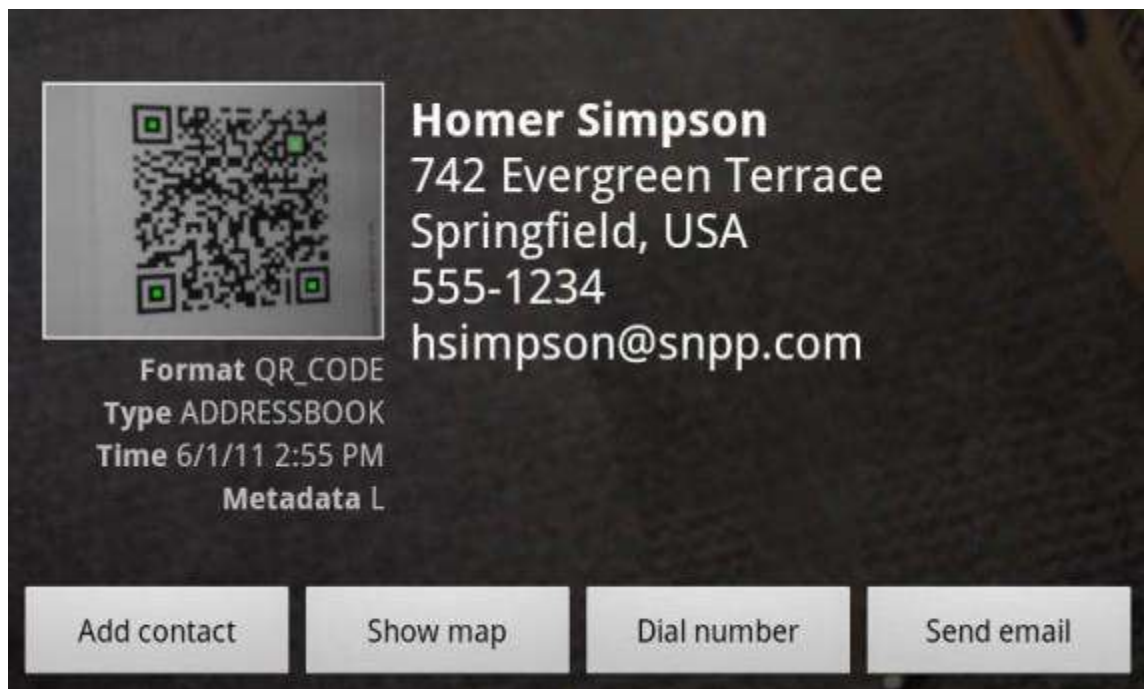 Homer Simpson
742 Evergreen Terrace
Springfield, USA
555-1234
hsimpson@snpp.com
Format QR_CODE
Type ADDRESSBOOK
Time 6/1/11 2:55 PM
Metadata L
Add contact
Show map
Dial number
Send email